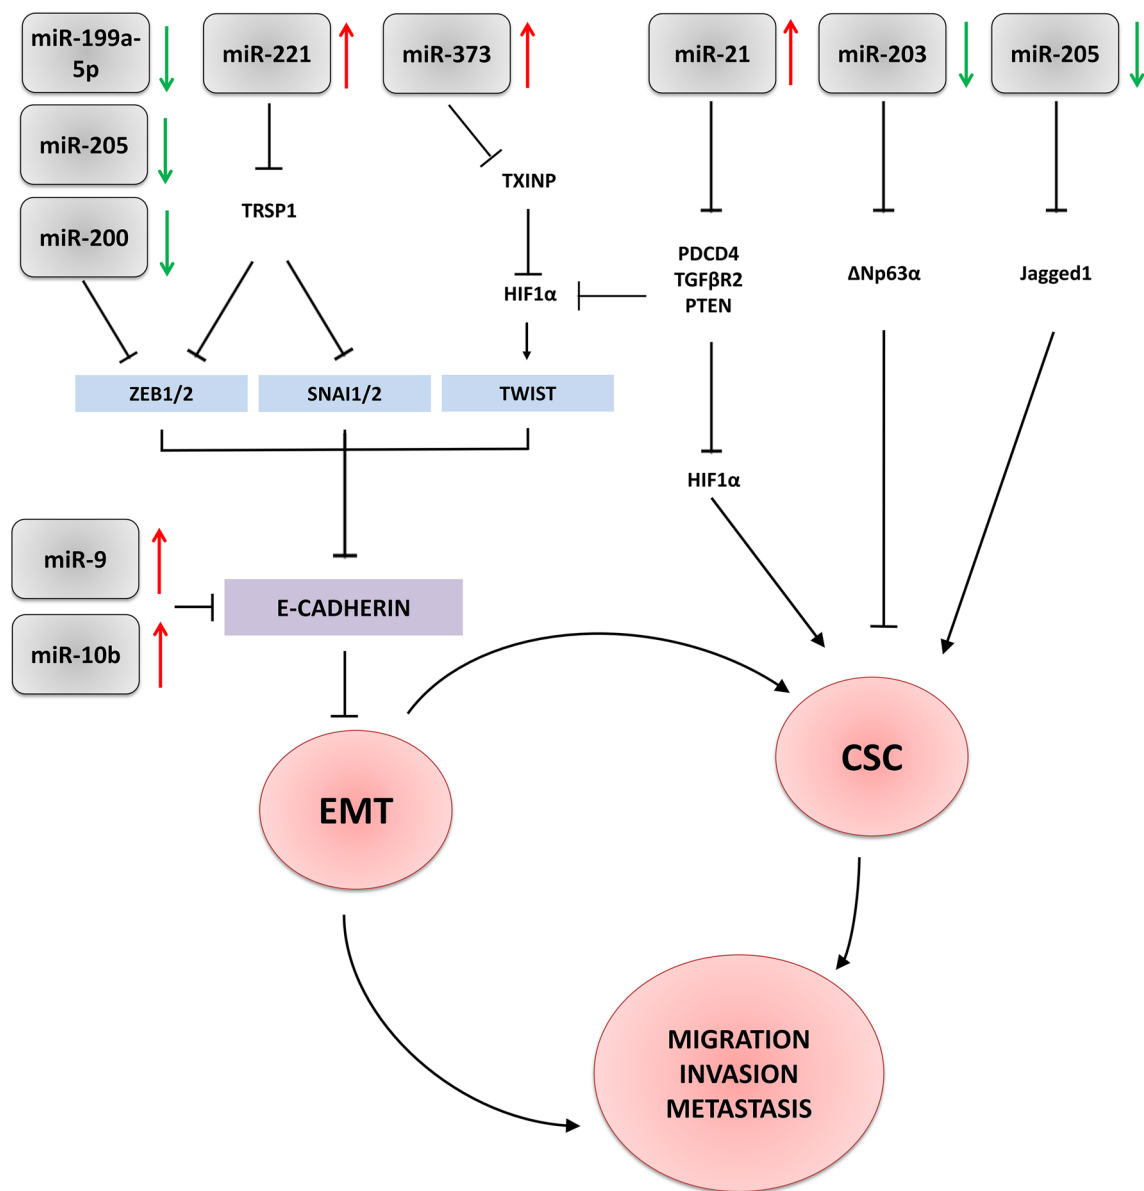 miR-199a-
5p
miR-221
miR-373
miR-21
miR-203
miR-205
miR-205
miR-200
TRSP1
TXINP
HIF1α
PDCD4
TGFβR2
PTEN
ΔNp63α
Jagged1
ZEB1/2
SNAI1/2
TWIST
HIF1α
miR-9
miR-10b
E-CADHERIN
EMT
CSC
MIGRATION
INVASION
METASTASIS